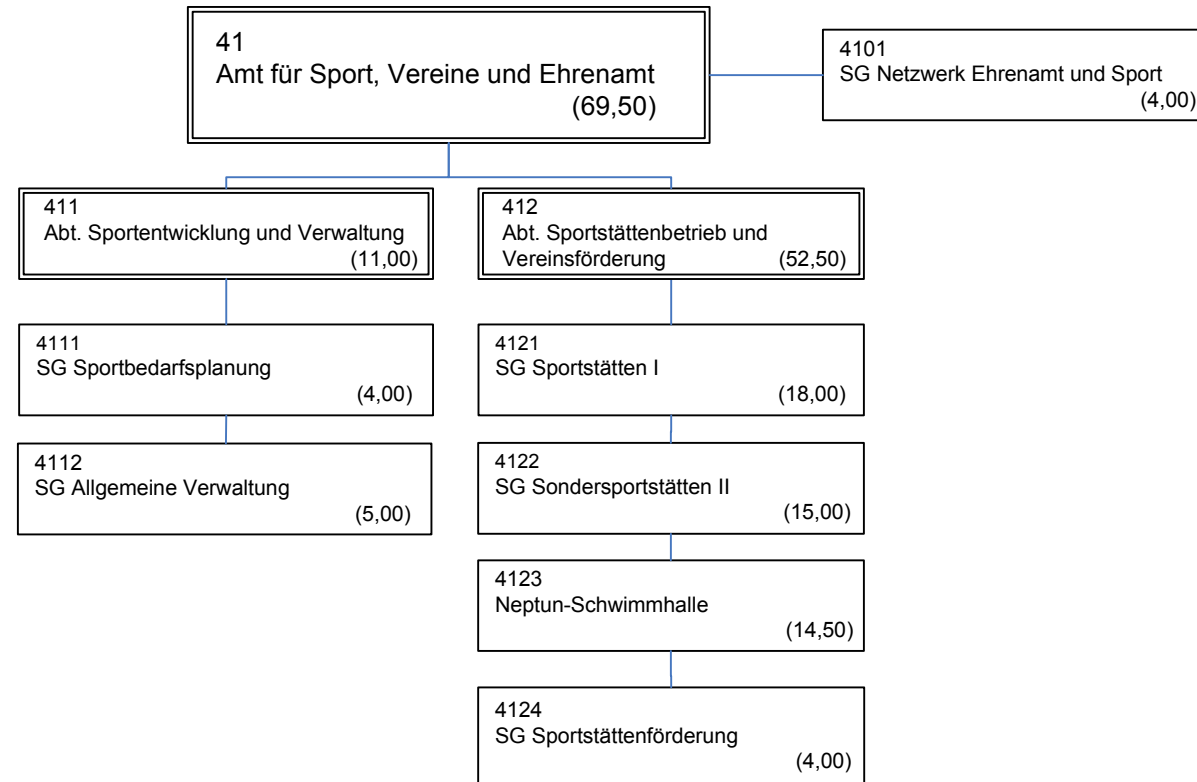 41
Amt für Sport, Vereine und Ehrenamt
(69,50)
4101
SG Netzwerk Ehrenamt und Sport
(4,00)
411
Abt. Sportentwicklung und Verwaltung
(11,00)
412
Abt. Sportstättenbetrieb und
Vereinsförderung (52,50)
4111
SG Sportbedarfsplanung
(4,00)
4121
SG Sportstätten I
(18,00)
4112
SG Allgemeine Verwaltung
(5,00)
4122
SG Sondersportstätten II
(15,00)
4123
Neptun-Schwimmhalle
(14,50)
4124
SG Sportstättenförderung
(4,00)